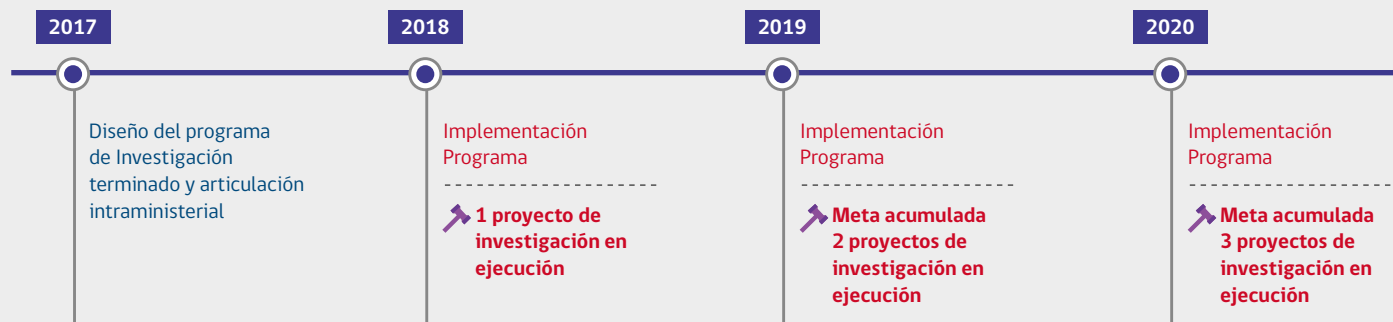 2017
Diseño del programa
de Investigación
terminado y articulación
intraministerial
2018
Implementación
Programa
1 proyecto de
investigación en
ejecución
2019
Implementación
Programa
Meta acumulada
2 proyectos de
investigación en
ejecución
2020
Implementación
Programa
Meta acumulada
3 proyectos de
investigación en
ejecución